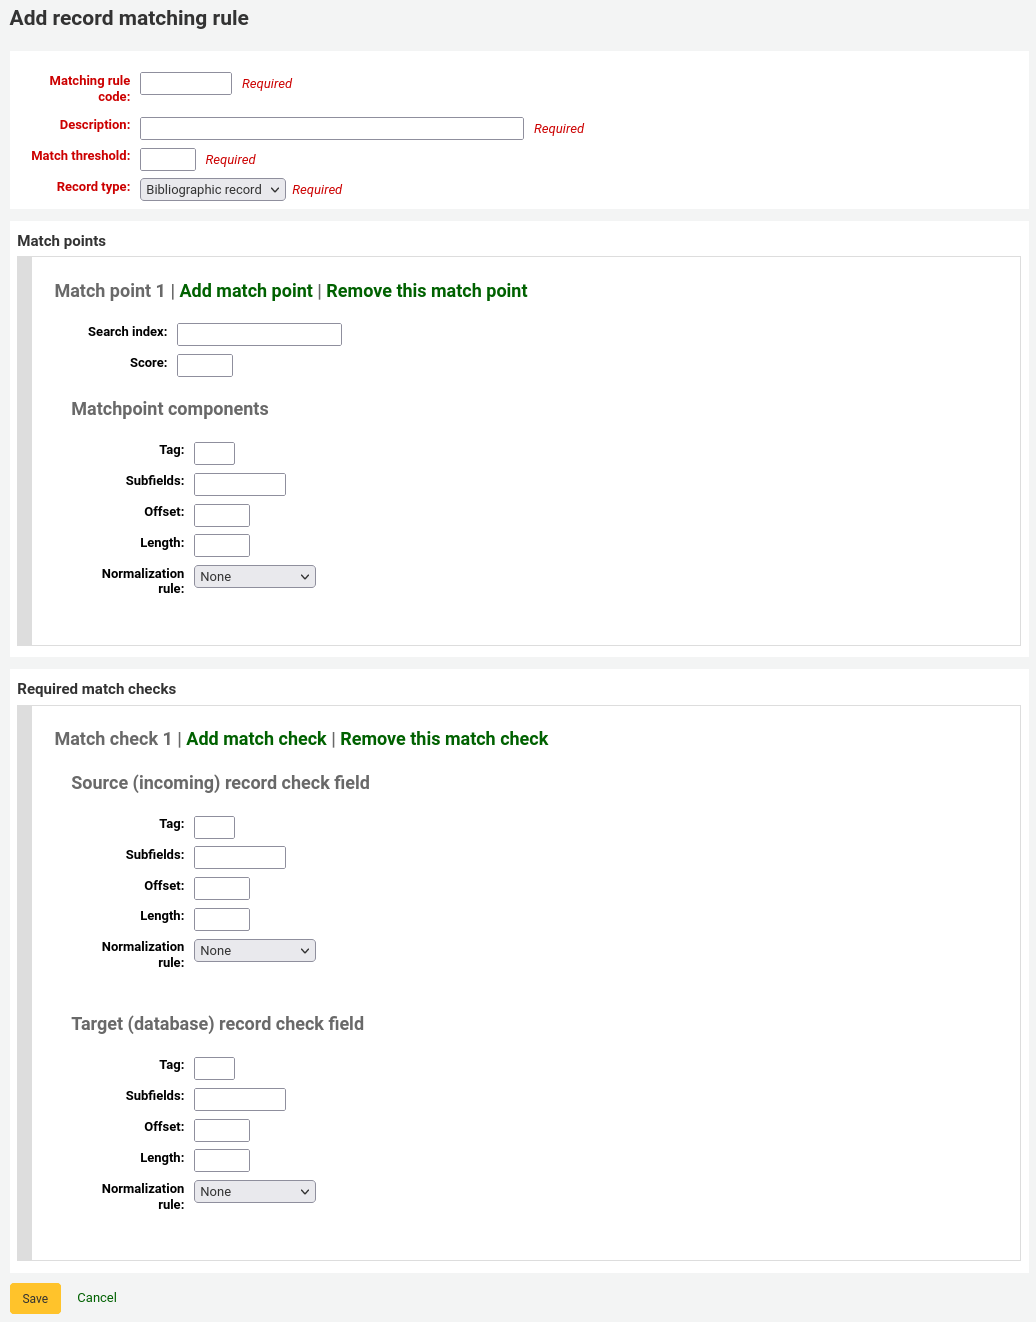 Add record matching rule
Matching rule
code:
Required
Description:
Required
Match threshold:
Required
Record type:
Bibliographic record
Required
Match points
Match point 1 | Add match point | Remove this match point
Search index:
Score:
Matchpoint components
Tag:
Subfields:
Offset:
Length:
Normalization
rule:
None
Required match checks
Match check 1 | Add match check | Remove this match check
Source (incoming) record check field
Tag:
Subfields:
Offset:
Length:
Normalization
rule:
None
Target (database) record check field
Tag:
Subfields:
Offset:
Length:
Normalization
rule:
None
Save
Cancel